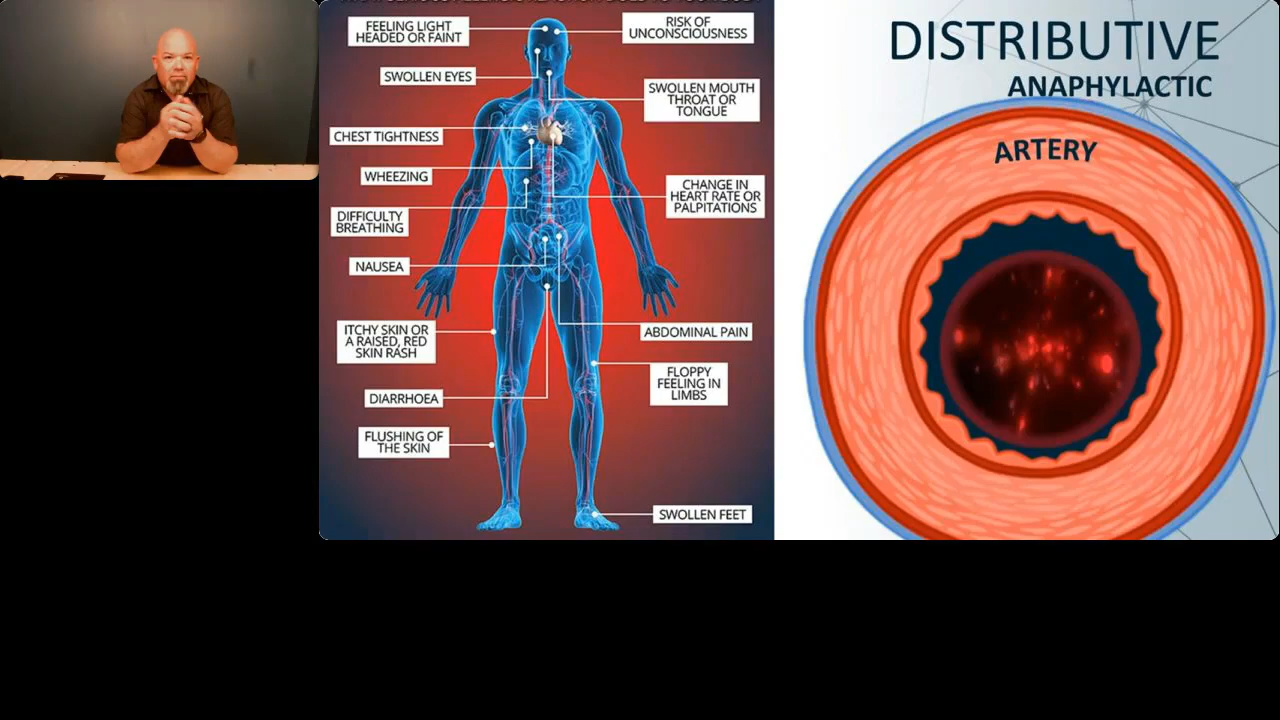 FEELING LIGHT
HEADED OR FAINT
SWOLLEN EYES
CHEST TIGHTNESS
WHEEZING
DIFFICULTY
BREATHING
NAUSEA
ITCHY SKIN OR
A RAISED, RED
SKIN RASH
DIARRHOEA
FLUSHING OF
THE SKIN
RISK OF
UNCONSCIOUSNESS
SWOLLEN MOUTH
THROAT OR
TONGUE
CHANGE IN
HEART RATE OR
PALPITATIONS
ABDOMINAL PAIN
FLOPPY
FEELING IN
LIMBS
SWOLLEN FEET
DISTRIBUTIVE
ANAPHYLACTIC
ARTERY